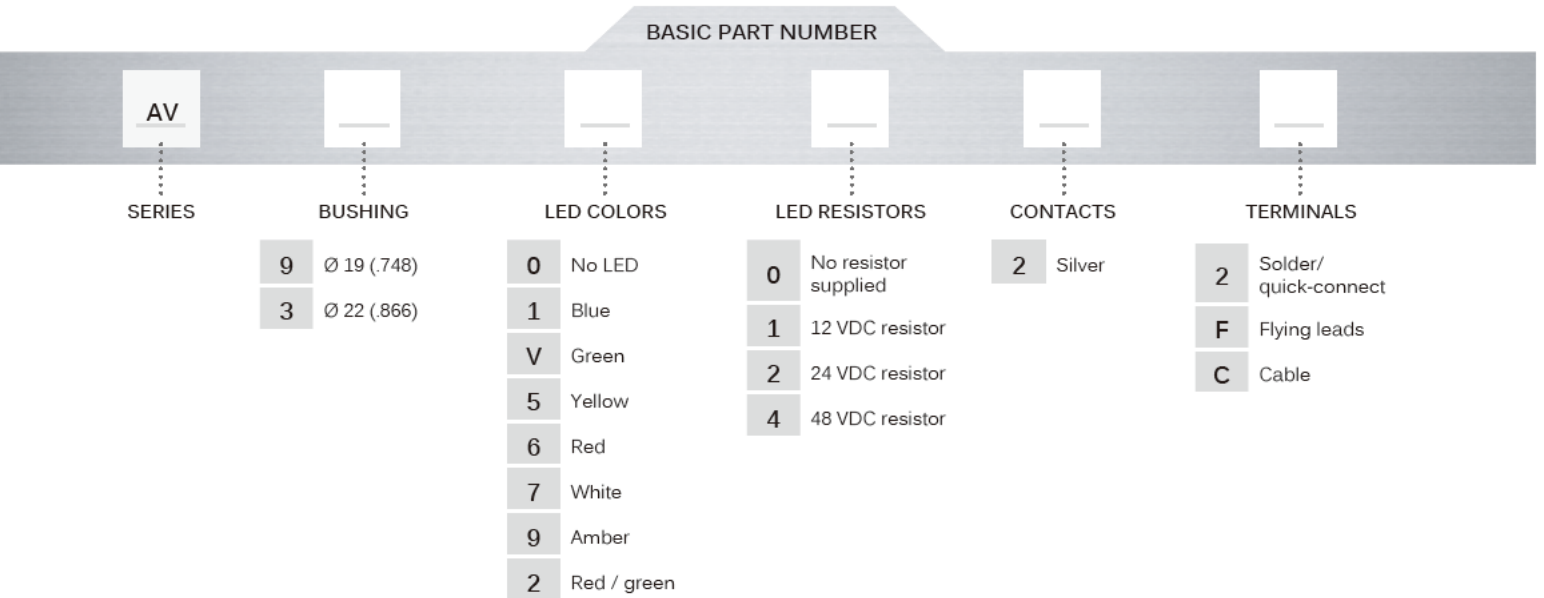 BASIC PART NUMBER
AV
SERIES
BUSHING
LED COLORS
LED RESISTORS
CONTACTS
TERMINALS
9 Ø 19 (.748)
3 Ø 22 (.866)
0 No LED
1 Blue
V Green
5 Yellow
6 Red
7 White
9 Amber
2 Red / green
0 No resistor
supplied
1 12 VDC resistor
2 24 VDC resistor
4 48 VDC resistor
2 Silver
2 Solder/
quick-connect
F Flying leads
C Cable